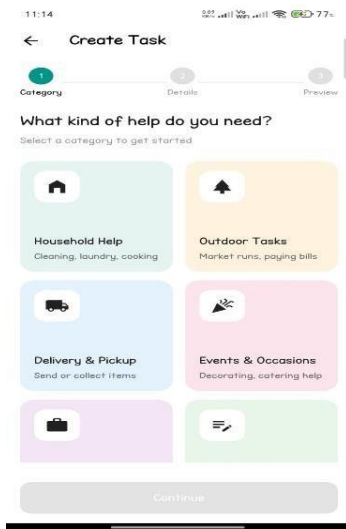 11:14
77%
Create Task
1 2 3
Category Details Preview
What kind of help do you need?
Select a category to get started
Household Help
Cleaning, laundry, cooking
Outdoor Tasks
Market runs, paying bills
Delivery & Pickup
Send or collect items
Events & Occasions
Decorating, catering help
Continue